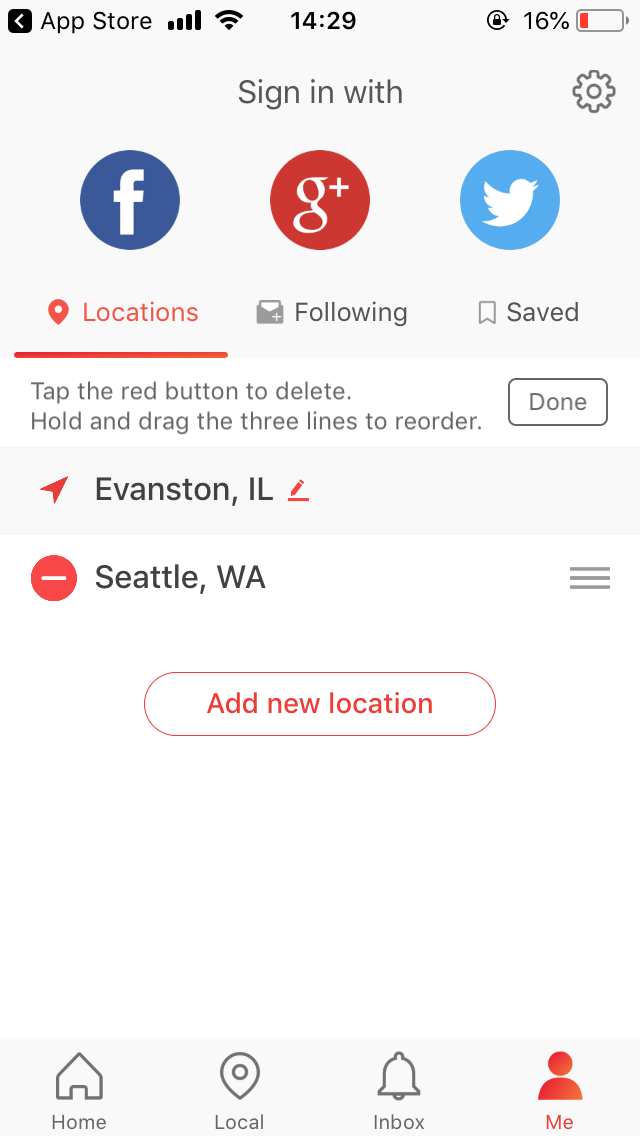 App Store 14:29 16%
Sign in with
f g+
Locations Following Saved
Tap the red button to delete.
Hold and drag the three lines to reorder.
Done
Evanston, IL
Seattle, WA
Add new location
Home Local Inbox Me